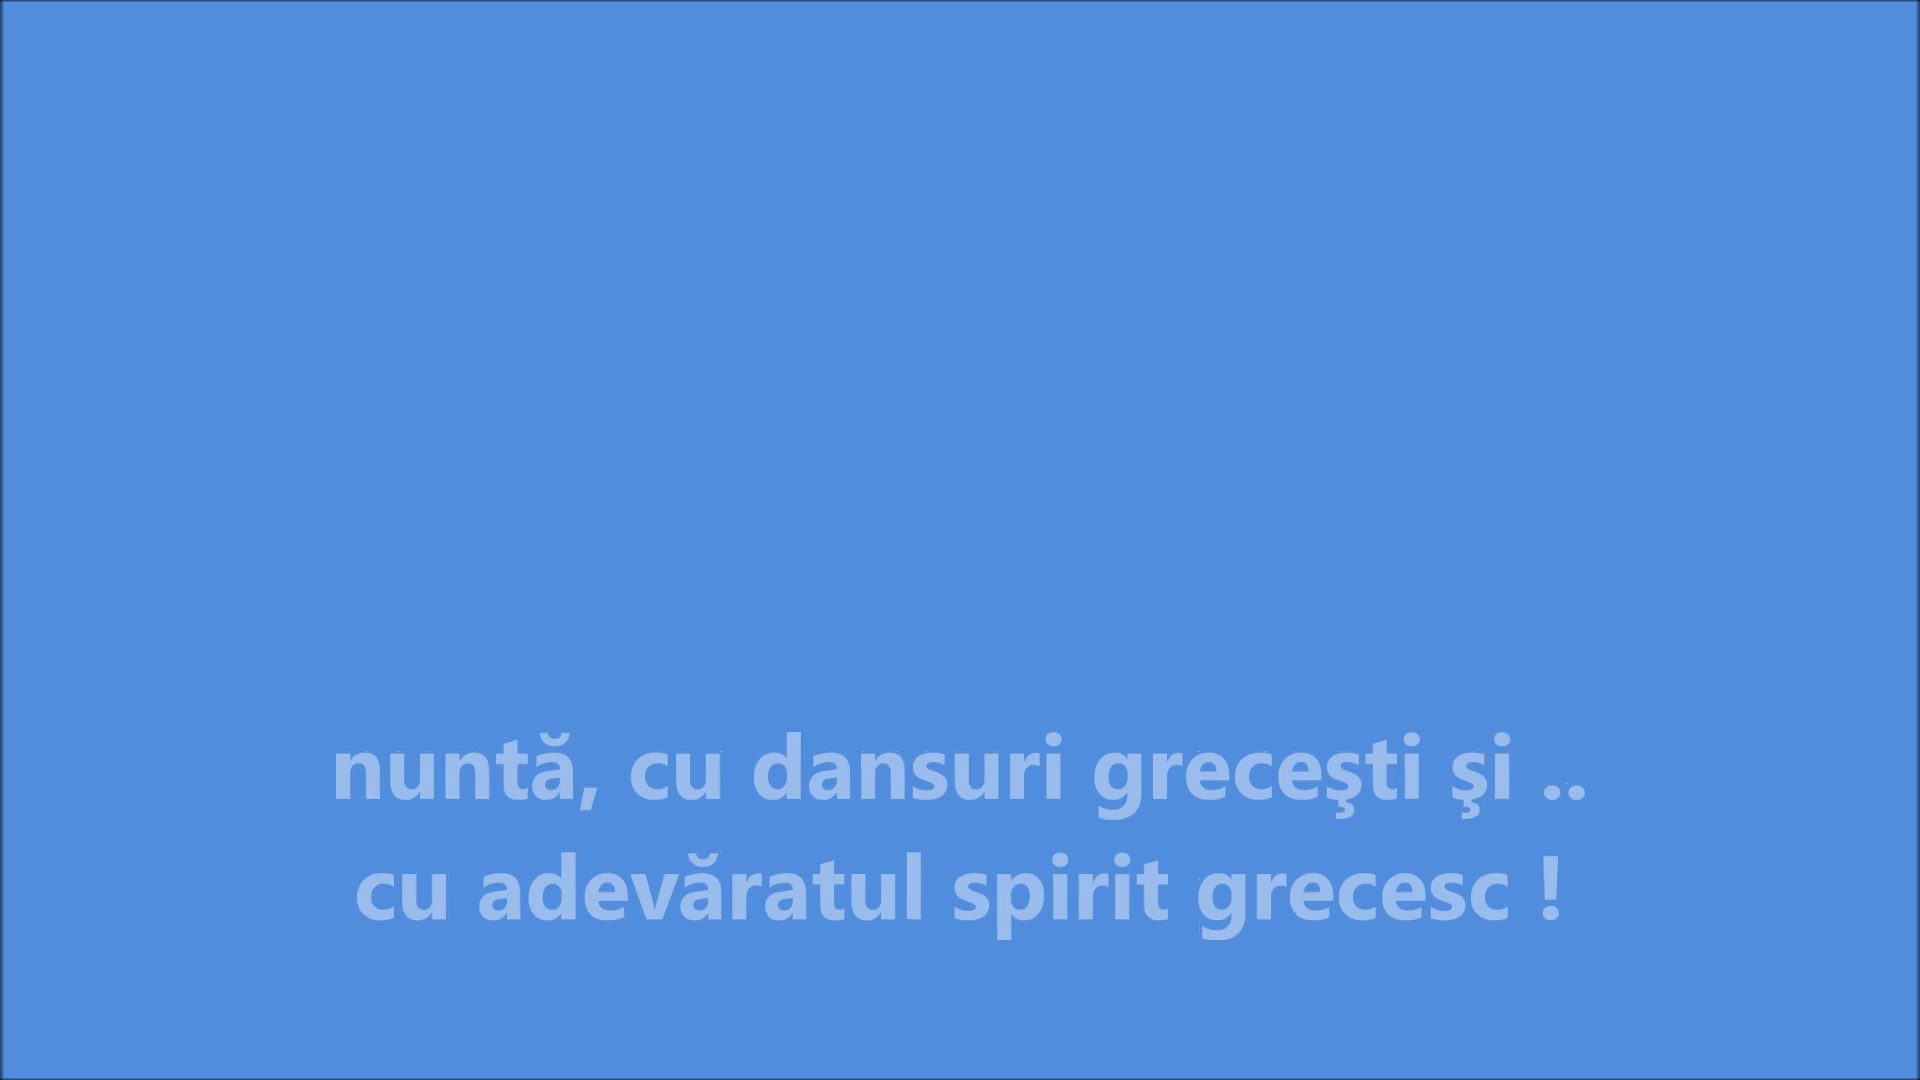 nuntă, cu dansuri greceşti şi ..
cu adevăratul spirit grecesc !